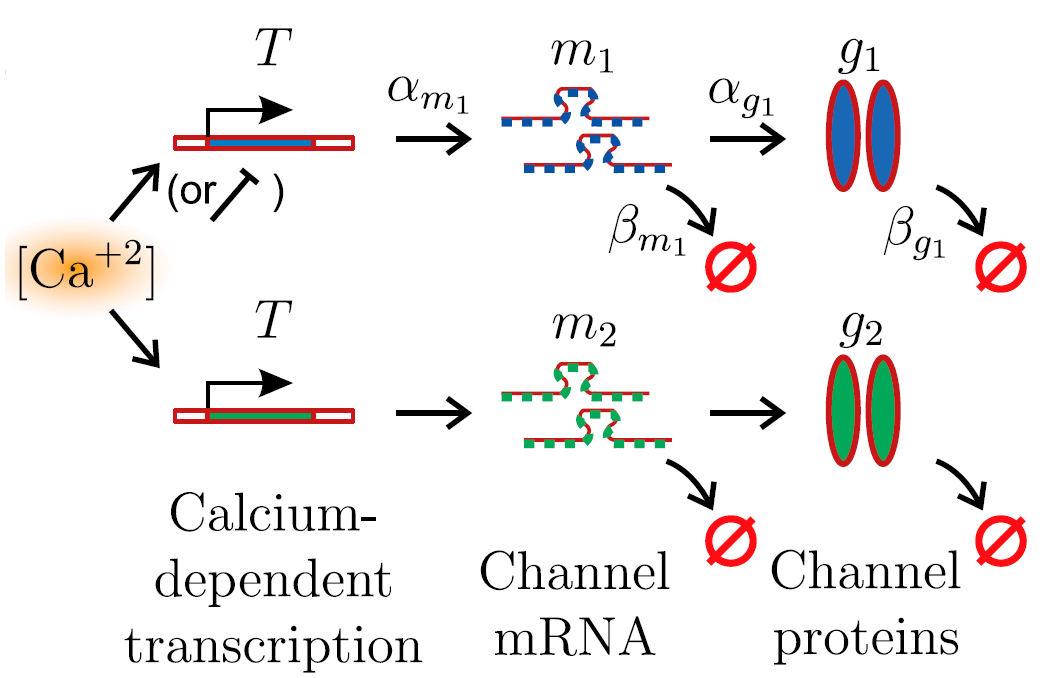 T
α_{m_1}
m_1
α_{g_1}
g_1
(or )
β_{m_1}
β_{g_1}
[Ca^{+2}]
T
m_2
g_2
Calcium-
dependent
transcription
Channel
mRNA
Channel
proteins